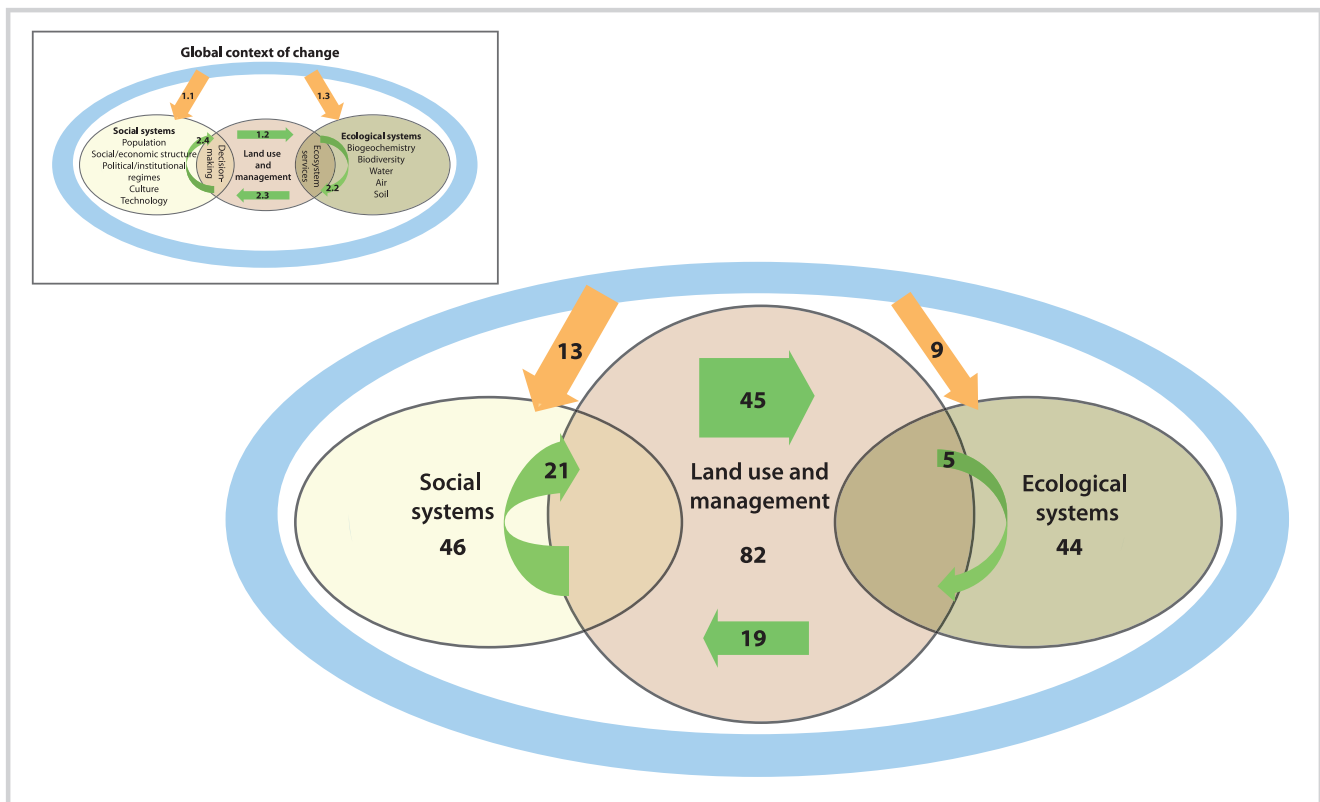 Global context of change
1.1
1.3
Social systems
Population
Social/economic structure
Political/institutional
regimes
Culture
Technology
2.4
Decision-
making
1.2
Land use
and
management
2.3
Ecosystem
services
2.2
Ecological systems
Biogeochemistry
Biodiversity
Water
Air
Soil
13
9
45
21
Social
systems
46
Land use and
management
82
19
5
Ecological
systems
44